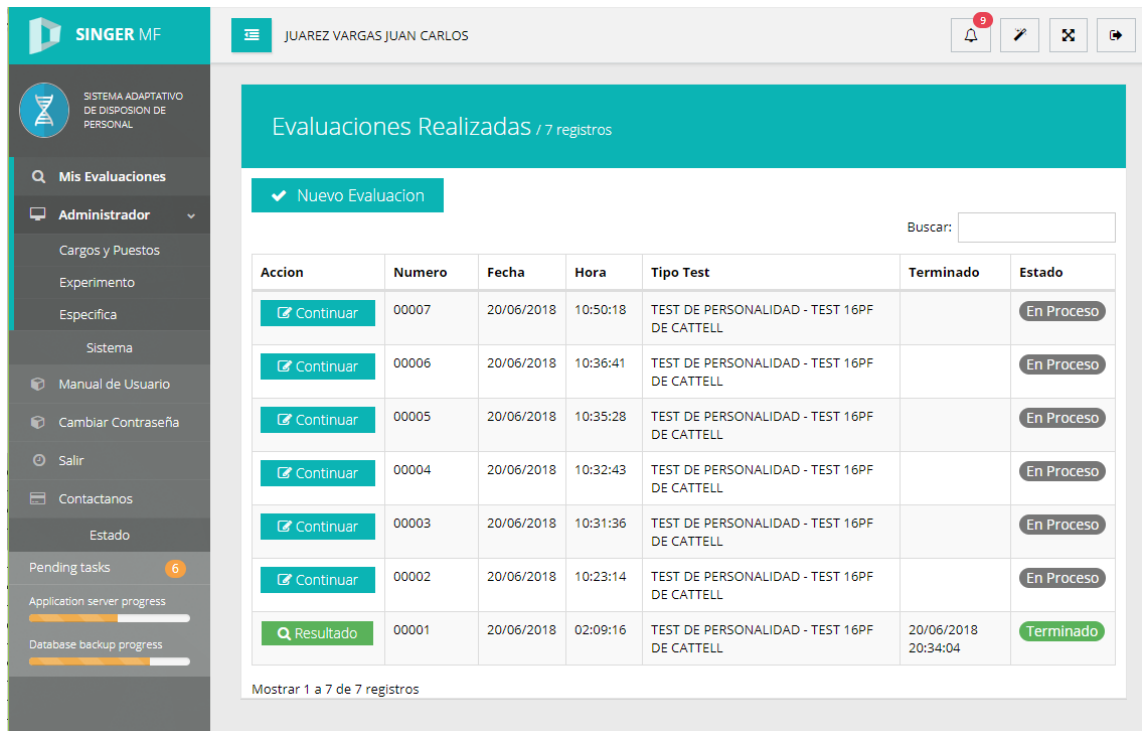 SINGER MF
JUAREZ VARGAS JUAN CARLOS
9
SISTEMA ADAPTATIVO
DE DISPOSION DE
PERSONAL
Mis Evaluaciones
Administrador
Cargos y Puestos
Experimento
Especifica
Sistema
Manual de Usuario
Cambiar Contraseña
Salir
Contactanos
Estado
Pending tasks 6
Application server progress
Database backup progress
Evaluaciones Realizadas / 7 registros
Nuevo Evaluacion
Buscar:
Accion Numero Fecha Hora Tipo Test Terminado Estado
Continuar 00007 20/06/2018 10:50:18 TEST DE PERSONALIDAD - TEST 16PF En Proceso
DE CATTELL
Continuar 00006 20/06/2018 10:36:41 TEST DE PERSONALIDAD - TEST 16PF En Proceso
DE CATTELL
Continuar 00005 20/06/2018 10:35:28 TEST DE PERSONALIDAD - TEST 16PF En Proceso
DE CATTELL
Continuar 00004 20/06/2018 10:32:43 TEST DE PERSONALIDAD - TEST 16PF En Proceso
DE CATTELL
Continuar 00003 20/06/2018 10:31:36 TEST DE PERSONALIDAD - TEST 16PF En Proceso
DE CATTELL
Continuar 00002 20/06/2018 10:23:14 TEST DE PERSONALIDAD - TEST 16PF En Proceso
DE CATTELL
Resultado 00001 20/06/2018 02:09:16 TEST DE PERSONALIDAD - TEST 16PF 20/06/2018 Terminado
DE CATTELL 20:34:04
Mostrar 1 a 7 de 7 registros